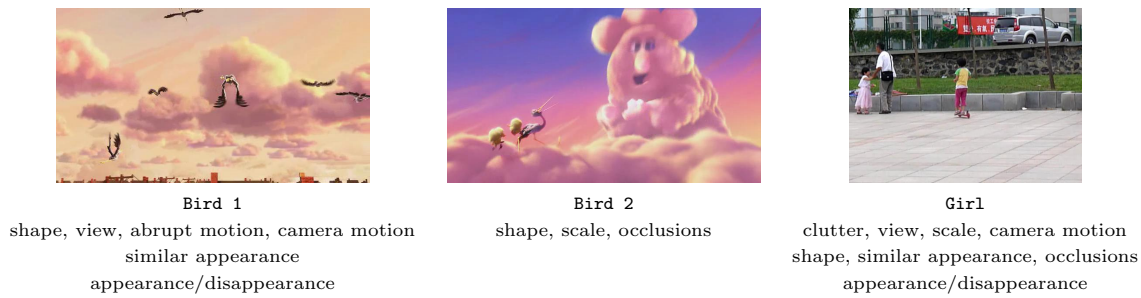 Bird 1
shape, view, abrupt motion, camera motion
similar appearance
appearance/disappearance
Bird 2
shape, scale, occlusions
Girl
clutter, view, scale, camera motion
shape, similar appearance, occlusions
appearance/disappearance